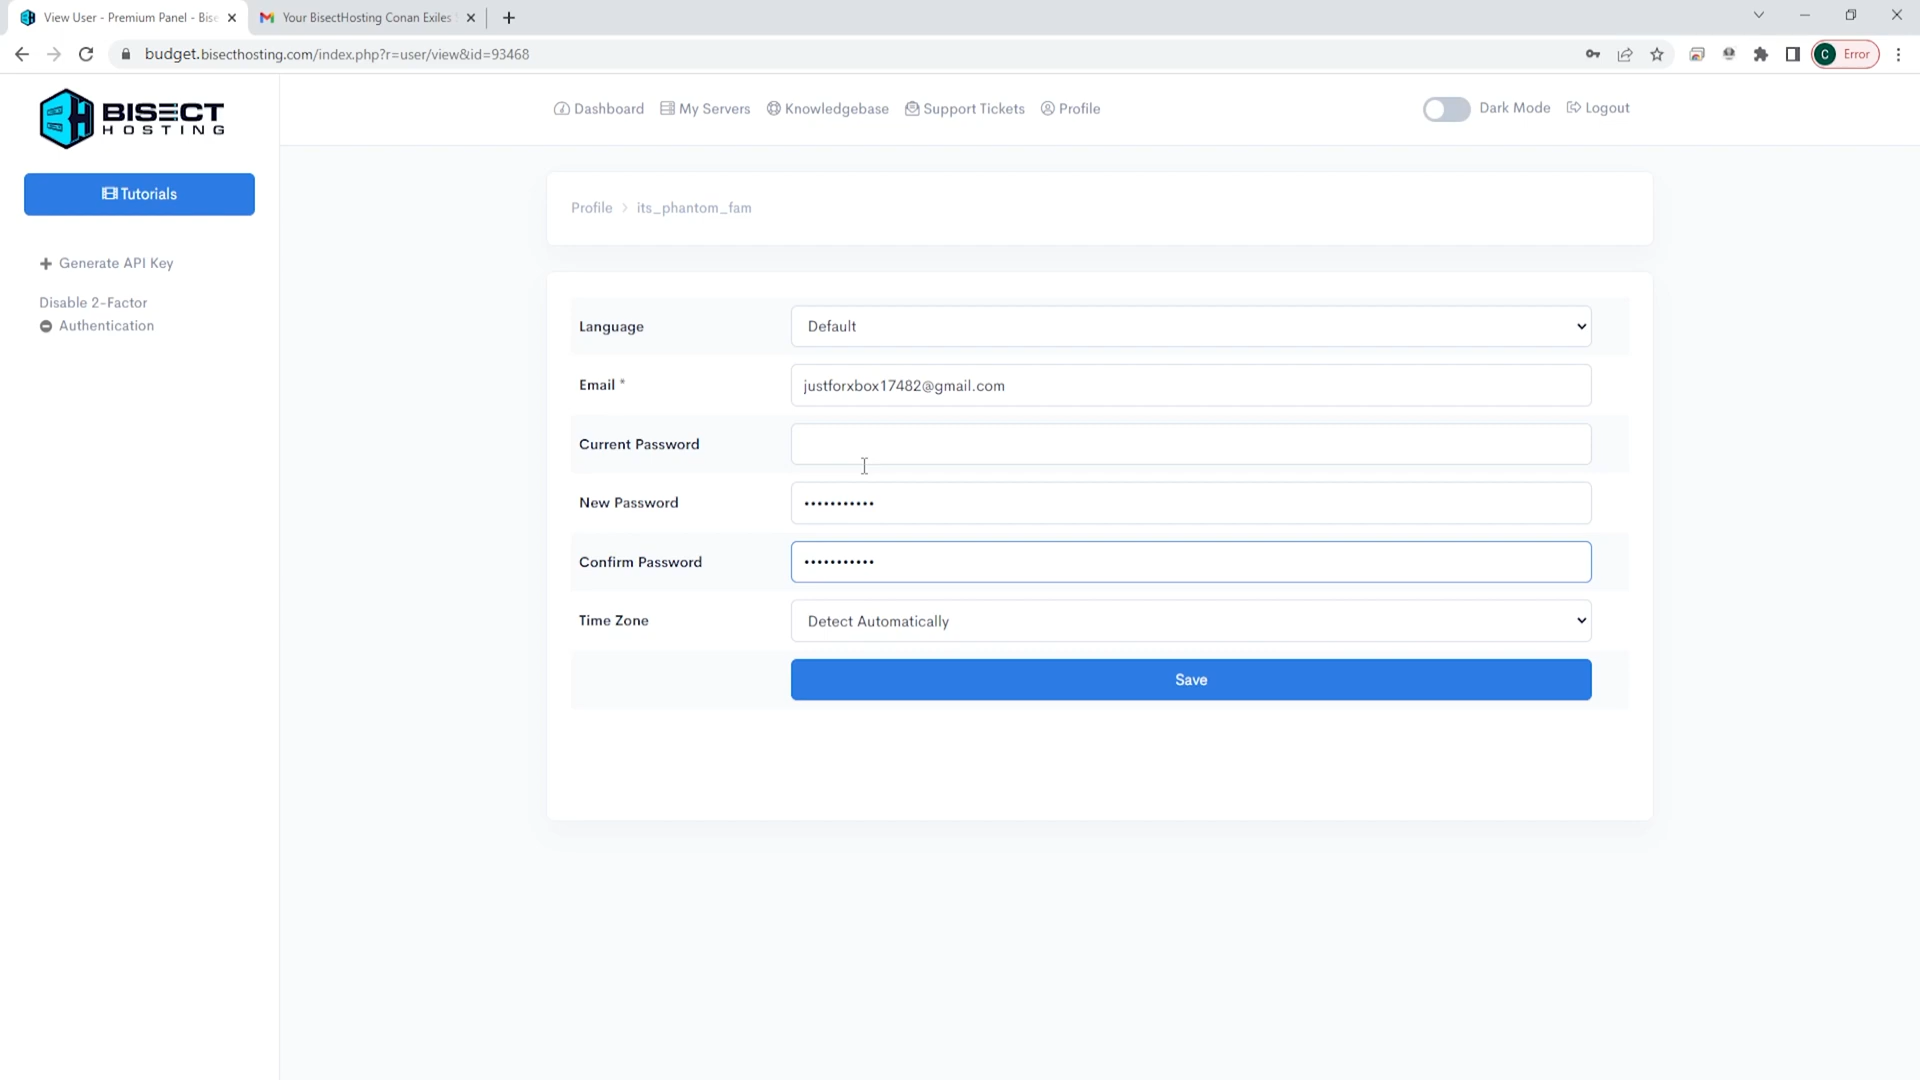 View User - Premium Panel - Bise
Your BisectHosting Conan Exiles S
budget.bisecthosting.com/index.php?r=user/view&id=93468
C Error
BISECT
HOSTING
Dashboard
My Servers
Knowledgebase
Support Tickets
Profile
Dark Mode
Logout
Tutorials
Generate API Key
Disable 2-Factor
Authentication
Profile > its_phantom_fam
Language
Default
Email *
justforxbox17482@gmail.com
Current Password
New Password
•••••••••••
Confirm Password
•••••••••••
Time Zone
Detect Automatically
Save